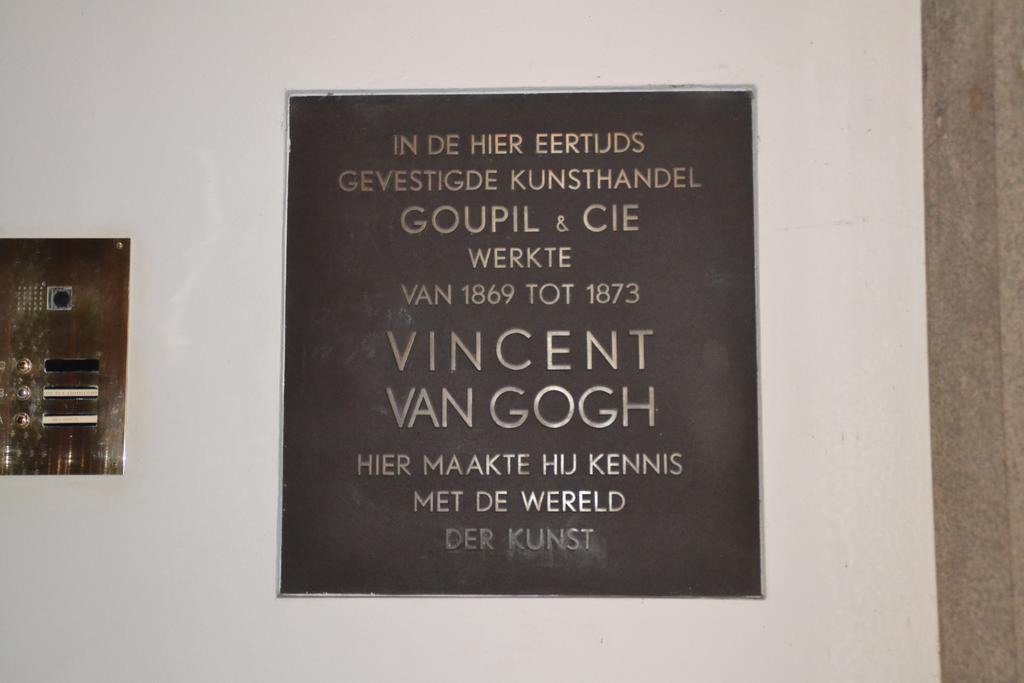 IN DE HIER EERTIJDS
GEVESTIGDE KUNSTHANDEL
GOUPIL & CIE
WERKTE
VAN 1869 TOT 1873
VINCENT
VAN GOGH
HIER MAAKTE HIJ KENNIS
MET DE WERELD
DER KUNST